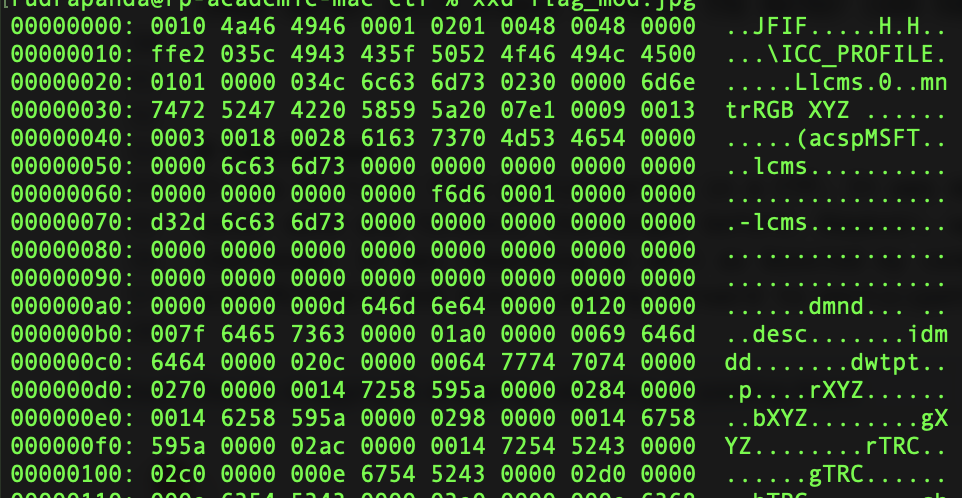 rudrapanda@rp-academic-mac ctf % xxd flag_mod.jpg
00000000: 0010 4a46 4946 0001 0201 0048 0048 0000 ..JFIF.....H.H..
00000010: ffe2 035c 4943 435f 5052 4f46 494c 4500 ...\ICC_PROFILE.
00000020: 0101 0000 034c 6c63 6d73 0230 0000 6d6e .....Llcms.0..mn
00000030: 7472 5247 4220 5859 5a20 07e1 0009 0013 trRGB XYZ ......
00000040: 0003 0018 0028 6163 7370 4d53 4654 0000 .....(acspMSFT..
00000050: 0000 6c63 6d73 0000 0000 0000 0000 0000 ..lcms..........
00000060: 0000 0000 0000 0000 f6d6 0001 0000 0000 ................
00000070: d32d 6c63 6d73 0000 0000 0000 0000 0000 .-lcms..........
00000080: 0000 0000 0000 0000 0000 0000 0000 0000 ................
00000090: 0000 0000 0000 0000 0000 0000 0000 0000 ................
000000a0: 0000 0000 000d 646d 6e64 0000 0120 0000 ......dmnd... ..
000000b0: 007f 6465 7363 0000 01a0 0000 0069 646d ..desc.......idm
000000c0: 6464 0000 020c 0000 0064 7774 7074 0000 dd.......dwtpt..
000000d0: 0270 0000 0014 7258 595a 0000 0284 0000 .p....rXYZ......
000000e0: 0014 6258 595a 0000 0298 0000 0014 6758 ..bXYZ........gX
000000f0: 595a 0000 02ac 0000 0014 7254 5243 0000 YZ........rTRC..
00000100: 02c0 0000 000e 6754 5243 0000 02d0 0000 ......gTRC......